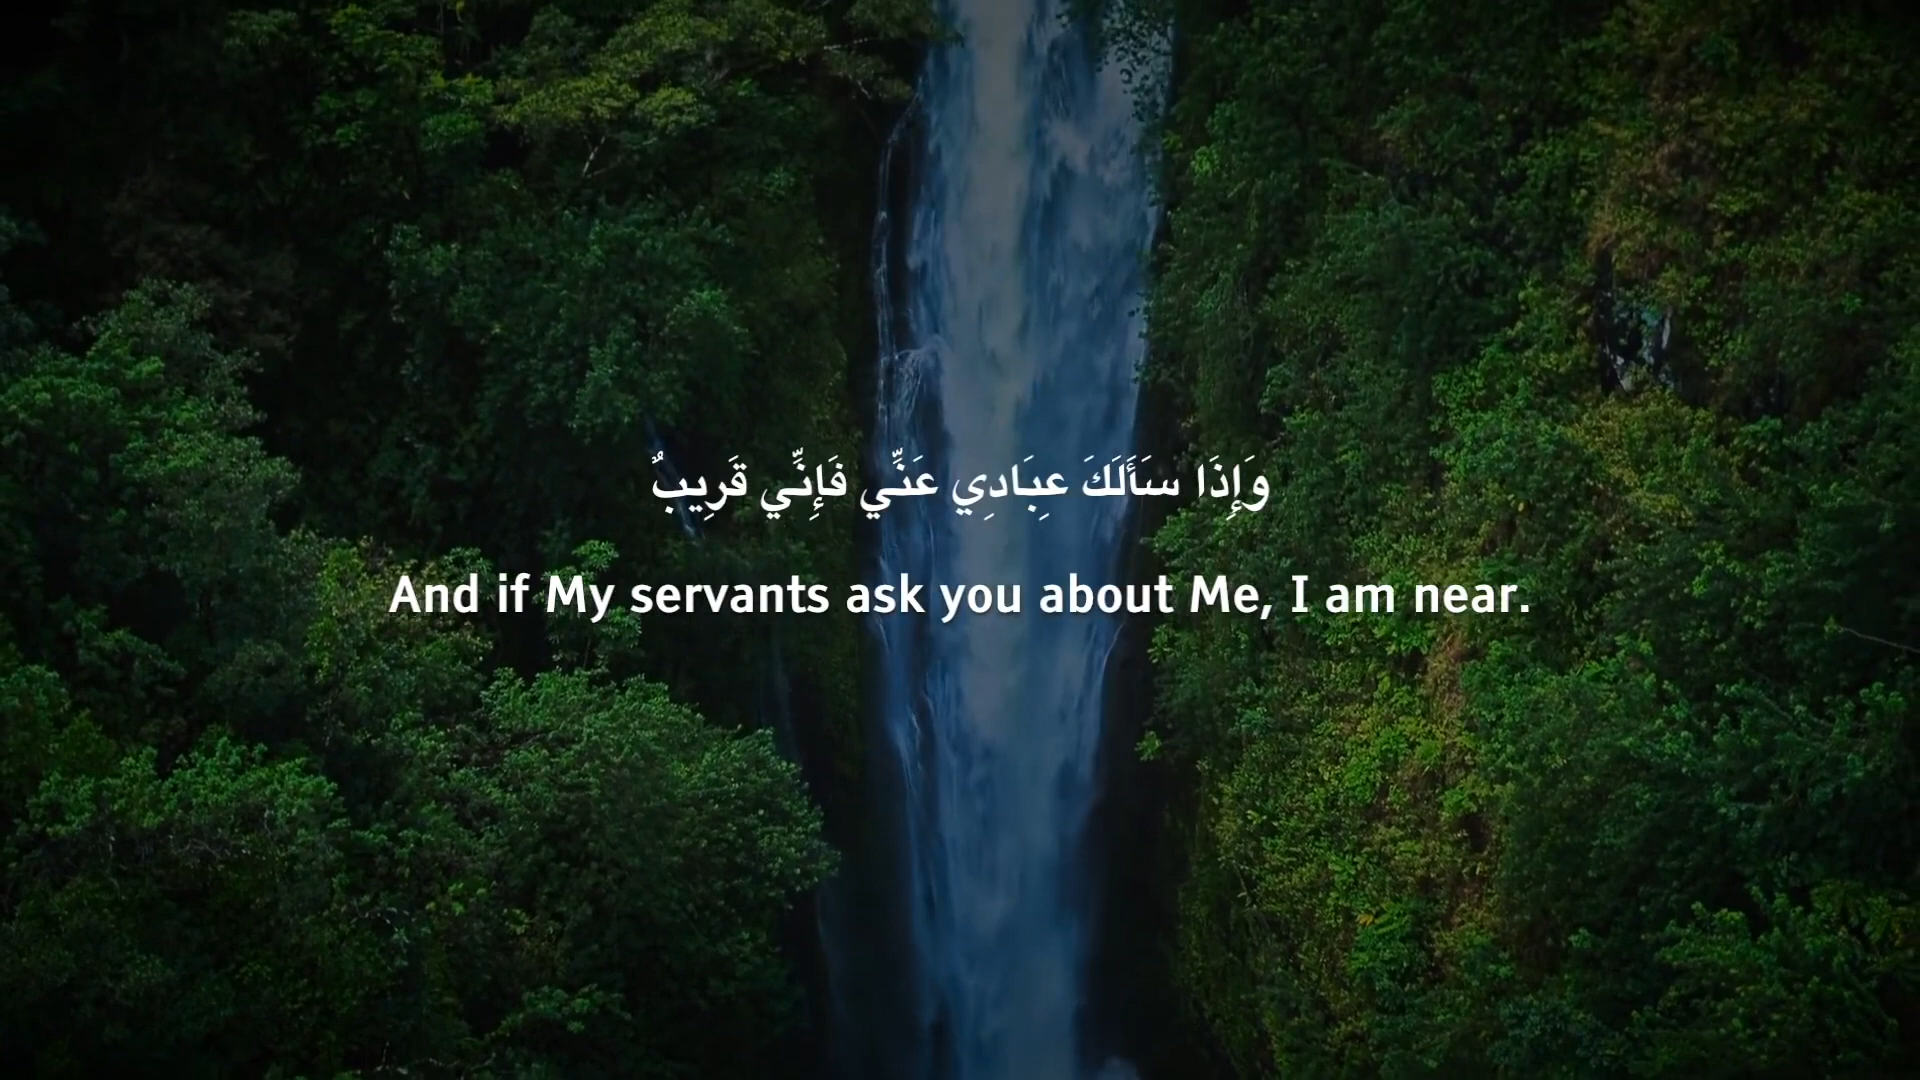 وَإِذَا سَأَلَكَ عِبَادِي عَنِّي فَإِنِّي قَرِيبٌ
And if My servants ask you about Me, I am near.